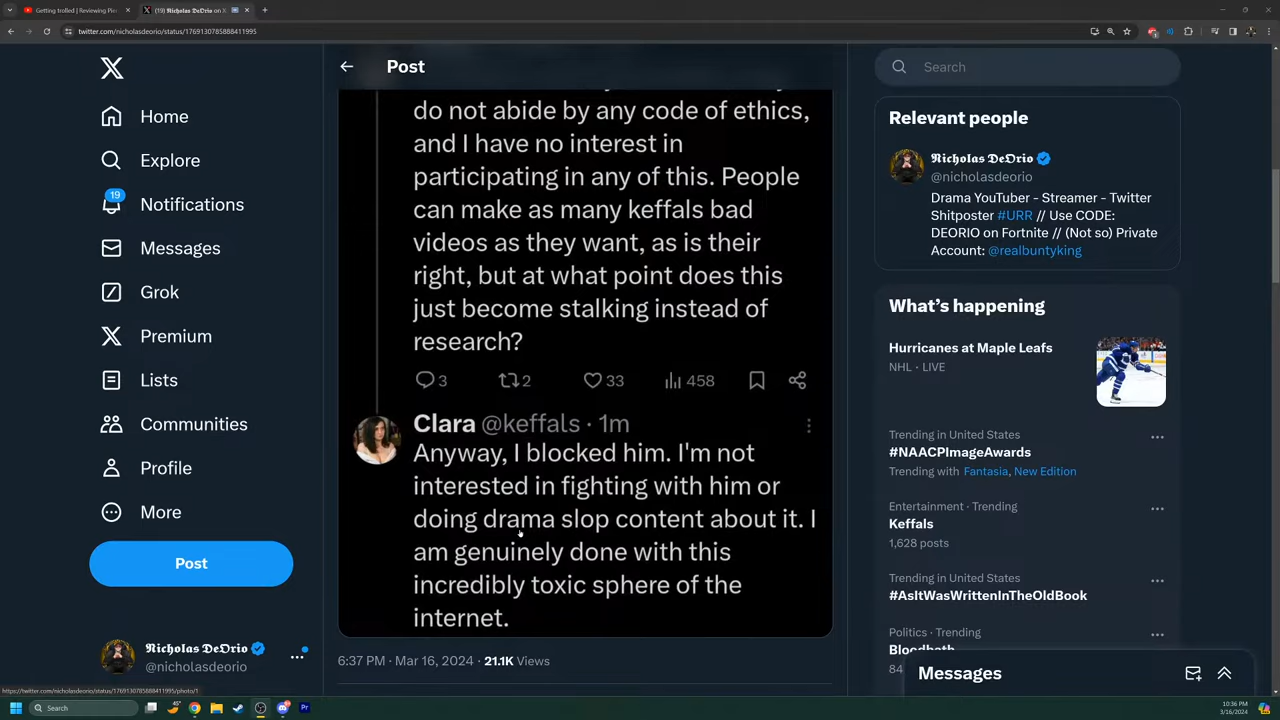 Getting trolled | Reviewing Pi
(19) Nicholas DeOrio on X
twitter.com/nicholasdeorio/status/1769130785888411995
Home
Explore
19
Notifications
Messages
Grok
Premium
Lists
Communities
Profile
More
Post
Nicholas DeOrio
@nicholasdeorio
Post
do not abide by any code of ethics,
and I have no interest in
participating in any of this. People
can make as many keffals bad
videos as they want, as is their
right, but at what point does this
just become stalking instead of
research?
3
2
33
458
Clara @keffals · 1m
Anyway, I blocked him. I'm not
interested in fighting with him or
doing drama slop content about it. I
am genuinely done with this
incredibly toxic sphere of the
internet.
6:37 PM · Mar 16, 2024 · 21.1K Views
Search
Relevant people
Nicholas DeOrio
@nicholasdeorio
Drama YouTuber - Streamer - Twitter
Shitposter #URR // Use CODE:
DEORIO on Fortnite // (Not so) Private
Account: @realbuntyking
What's happening
Hurricanes at Maple Leafs
NHL · LIVE
Trending in United States
#NAACPImageAwards
Trending with Fantasia, New Edition
Entertainment · Trending
Keffals
1,628 posts
Trending in United States
#AsItWasWrittenInTheOldBook
Politics · Trending
Bloodbath
84
Messages
https://twitter.com/nicholasdeorio/status/1769130785888411995/photo/1
Search
45°
Pr
10:36 PM
3/16/2024